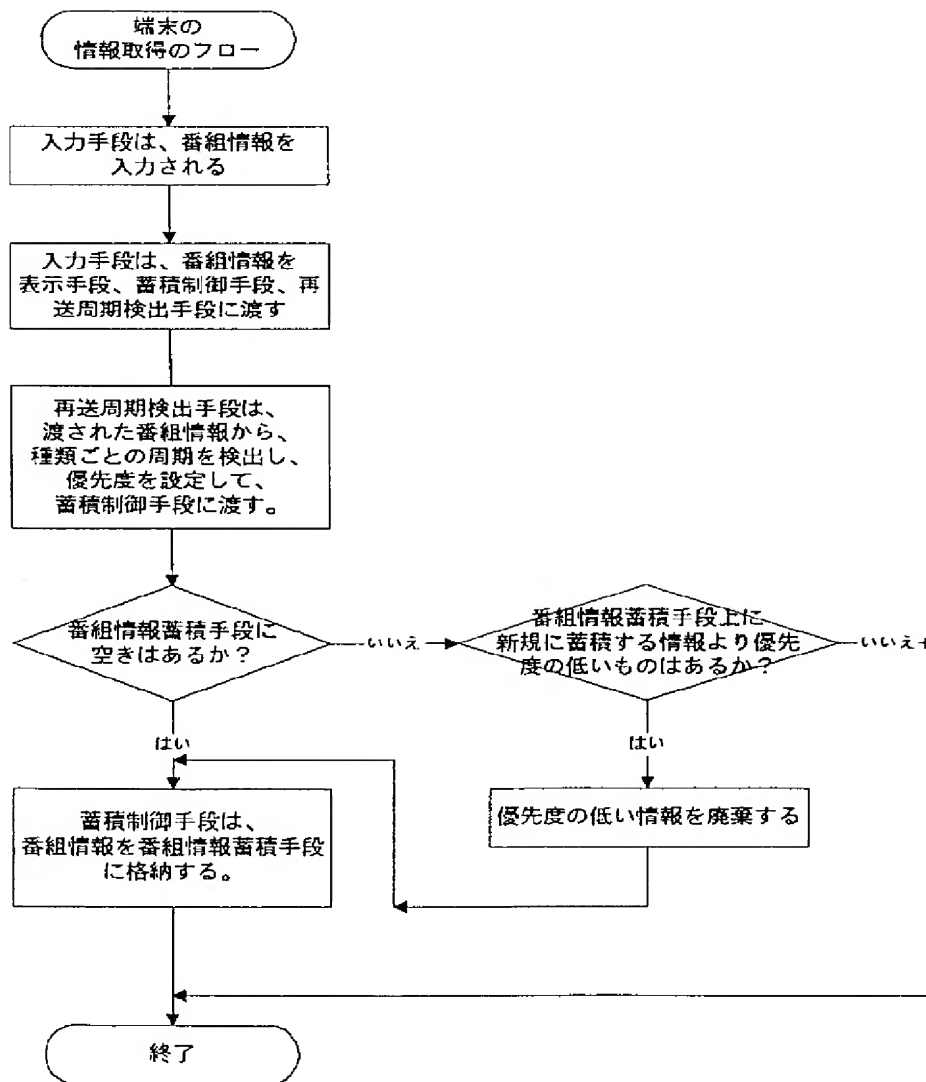 端末の
情報取得のフロー
入力手段は、番組情報を
入力される
入力手段は、番組情報を
表示手段、蓄積制御手段、再
送周期検出手段に渡す
再送周期検出手段は、
渡された番組情報から、
種類ごとの周期を検出し、
優先度を設定して、
蓄積制御手段に渡す。
番組情報蓄積手段に
空きはあるか？
いいえ
番組情報蓄積手段上に
新規に蓄積する情報より優先
度の低いものはあるか？
いいえ
はい
はい
蓄積制御手段は、
番組情報を番組情報蓄積手段
に格納する。
優先度の低い情報を廃棄する
終了